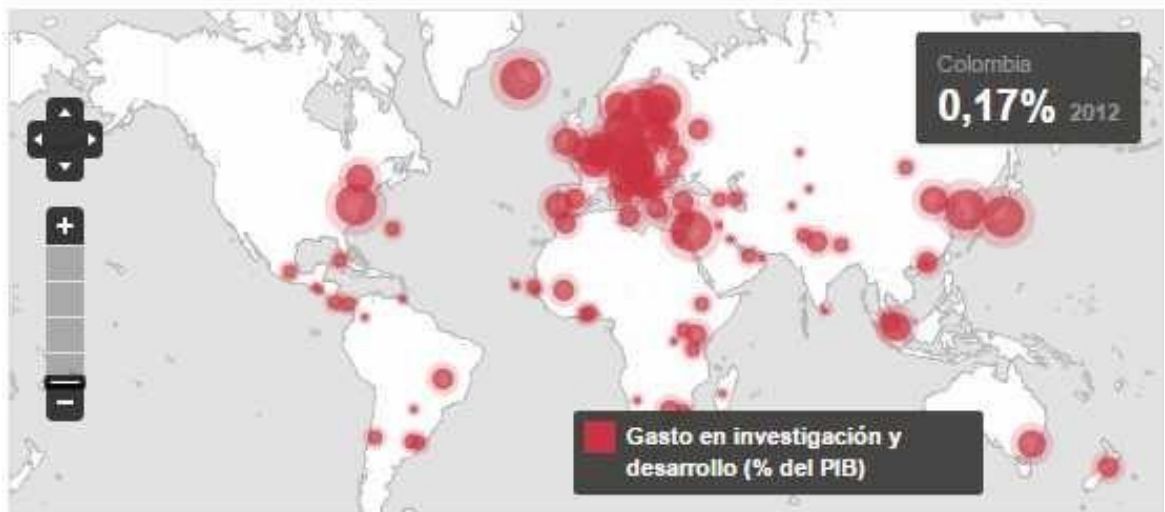 Colombia
0,17% 2012
+
−
Gasto en investigación y
desarrollo (% del PIB)